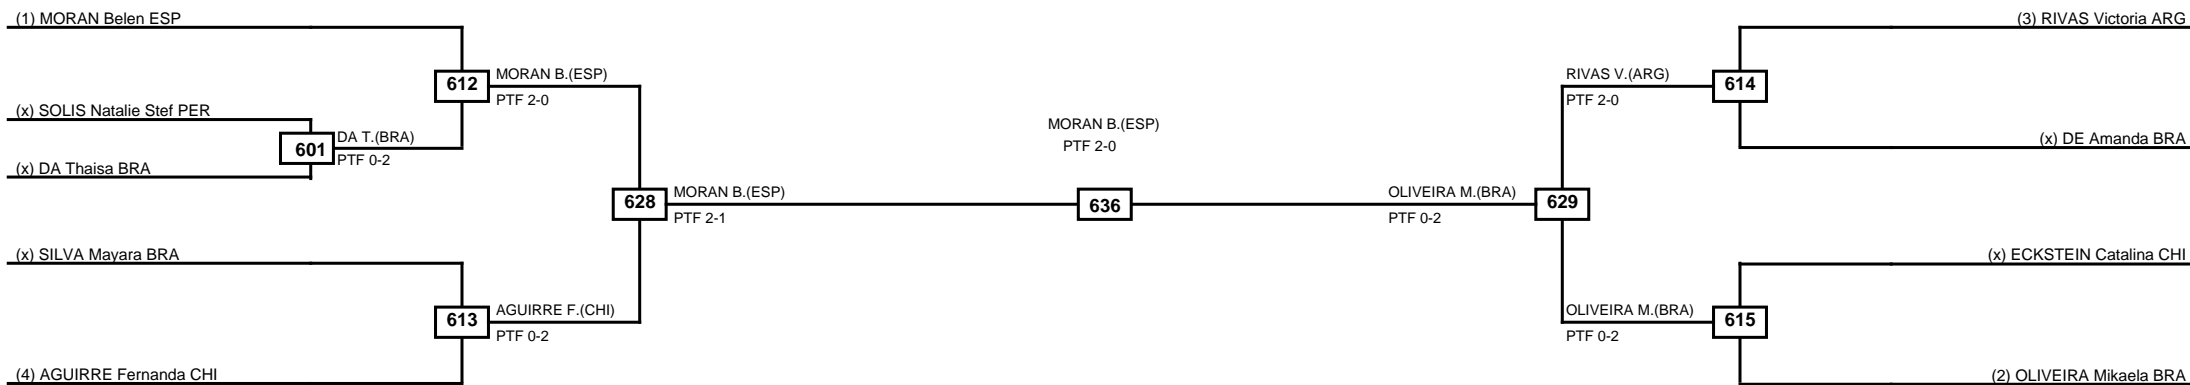 (1) MORAN Belen ESP
(3) RIVAS Victoria ARG
612
MORAN B.(ESP)
PTF 2-0
RIVAS V.(ARG)
PTF 2-0
614
(x) SOLIS Natalie Stef PER
601
DA T.(BRA)
PTF 0-2
MORAN B.(ESP)
PTF 2-0
(x) DE Amanda BRA
(x) DA Thaisa BRA
628
MORAN B.(ESP)
PTF 2-1
636
OLIVEIRA M.(BRA)
PTF 0-2
629
(x) SILVA Mayara BRA
(x) ECKSTEIN Catalina CHI
613
AGUIRRE F.(CHI)
PTF 0-2
OLIVEIRA M.(BRA)
PTF 0-2
615
(4) AGUIRRE Fernanda CHI
(2) OLIVEIRA Mikaela BRA